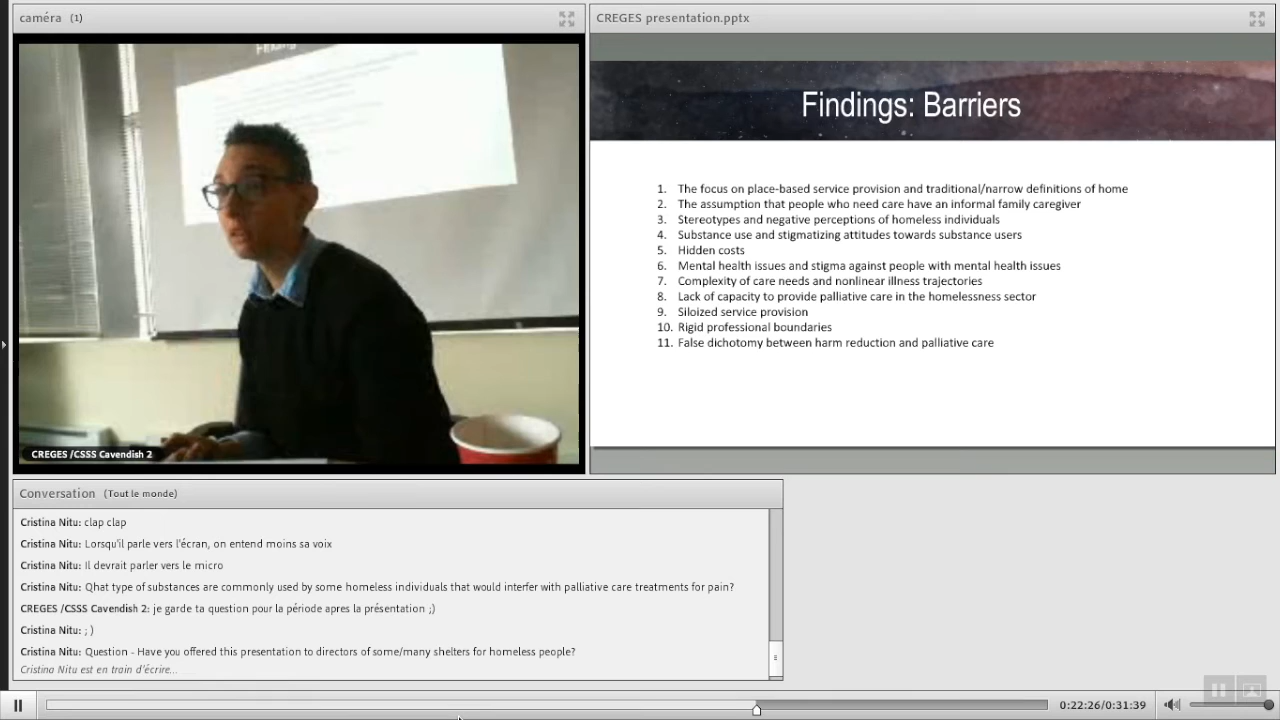 caméra (1)
CREGES /CSSS Cavendish 2
CREGES presentation.pptx
Findings: Barriers
1. The focus on place-based service provision and traditional/narrow definitions of home
2. The assumption that people who need care have an informal family caregiver
3. Stereotypes and negative perceptions of homeless individuals
4. Substance use and stigmatizing attitudes towards substance users
5. Hidden costs
6. Mental health issues and stigma against people with mental health issues
7. Complexity of care needs and nonlinear illness trajectories
8. Lack of capacity to provide palliative care in the homelessness sector
9. Siloized service provision
10. Rigid professional boundaries
11. False dichotomy between harm reduction and palliative care
Conversation (Tout le monde)
Cristina Nitu: clap clap
Cristina Nitu: Lorsqu'il parle vers l'écran, on entend moins sa voix
Cristina Nitu: Il devrait parler vers le micro
Cristina Nitu: Qhat type of substances are commonly used by some homeless individuals that would interfer with palliative care treatments for pain?
CREGES /CSSS Cavendish 2: je garde ta question pour la période apres la présentation ;)
Cristina Nitu: ; )
Cristina Nitu: Question - Have you offered this presentation to directors of some/many shelters for homeless people?
Cristina Nitu est en train d'écrire...
0:22:26/0:31:39